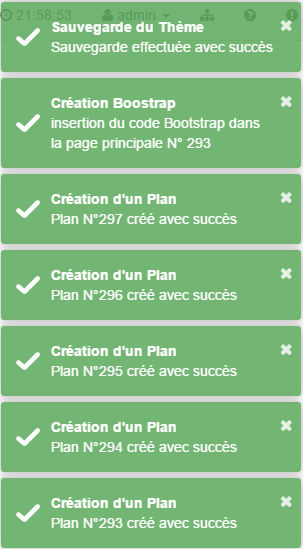 21:58:53 admin
Sauvegarde du Thème
Sauvegarde effectuée avec succès
Création Boostrap
insertion du code Bootstrap dans
la page principale N° 293
Création d'un Plan
Plan N°297 créé avec succès
Création d'un Plan
Plan N°296 créé avec succès
Création d'un Plan
Plan N°295 créé avec succès
Création d'un Plan
Plan N°294 créé avec succès
Création d'un Plan
Plan N°293 créé avec succès